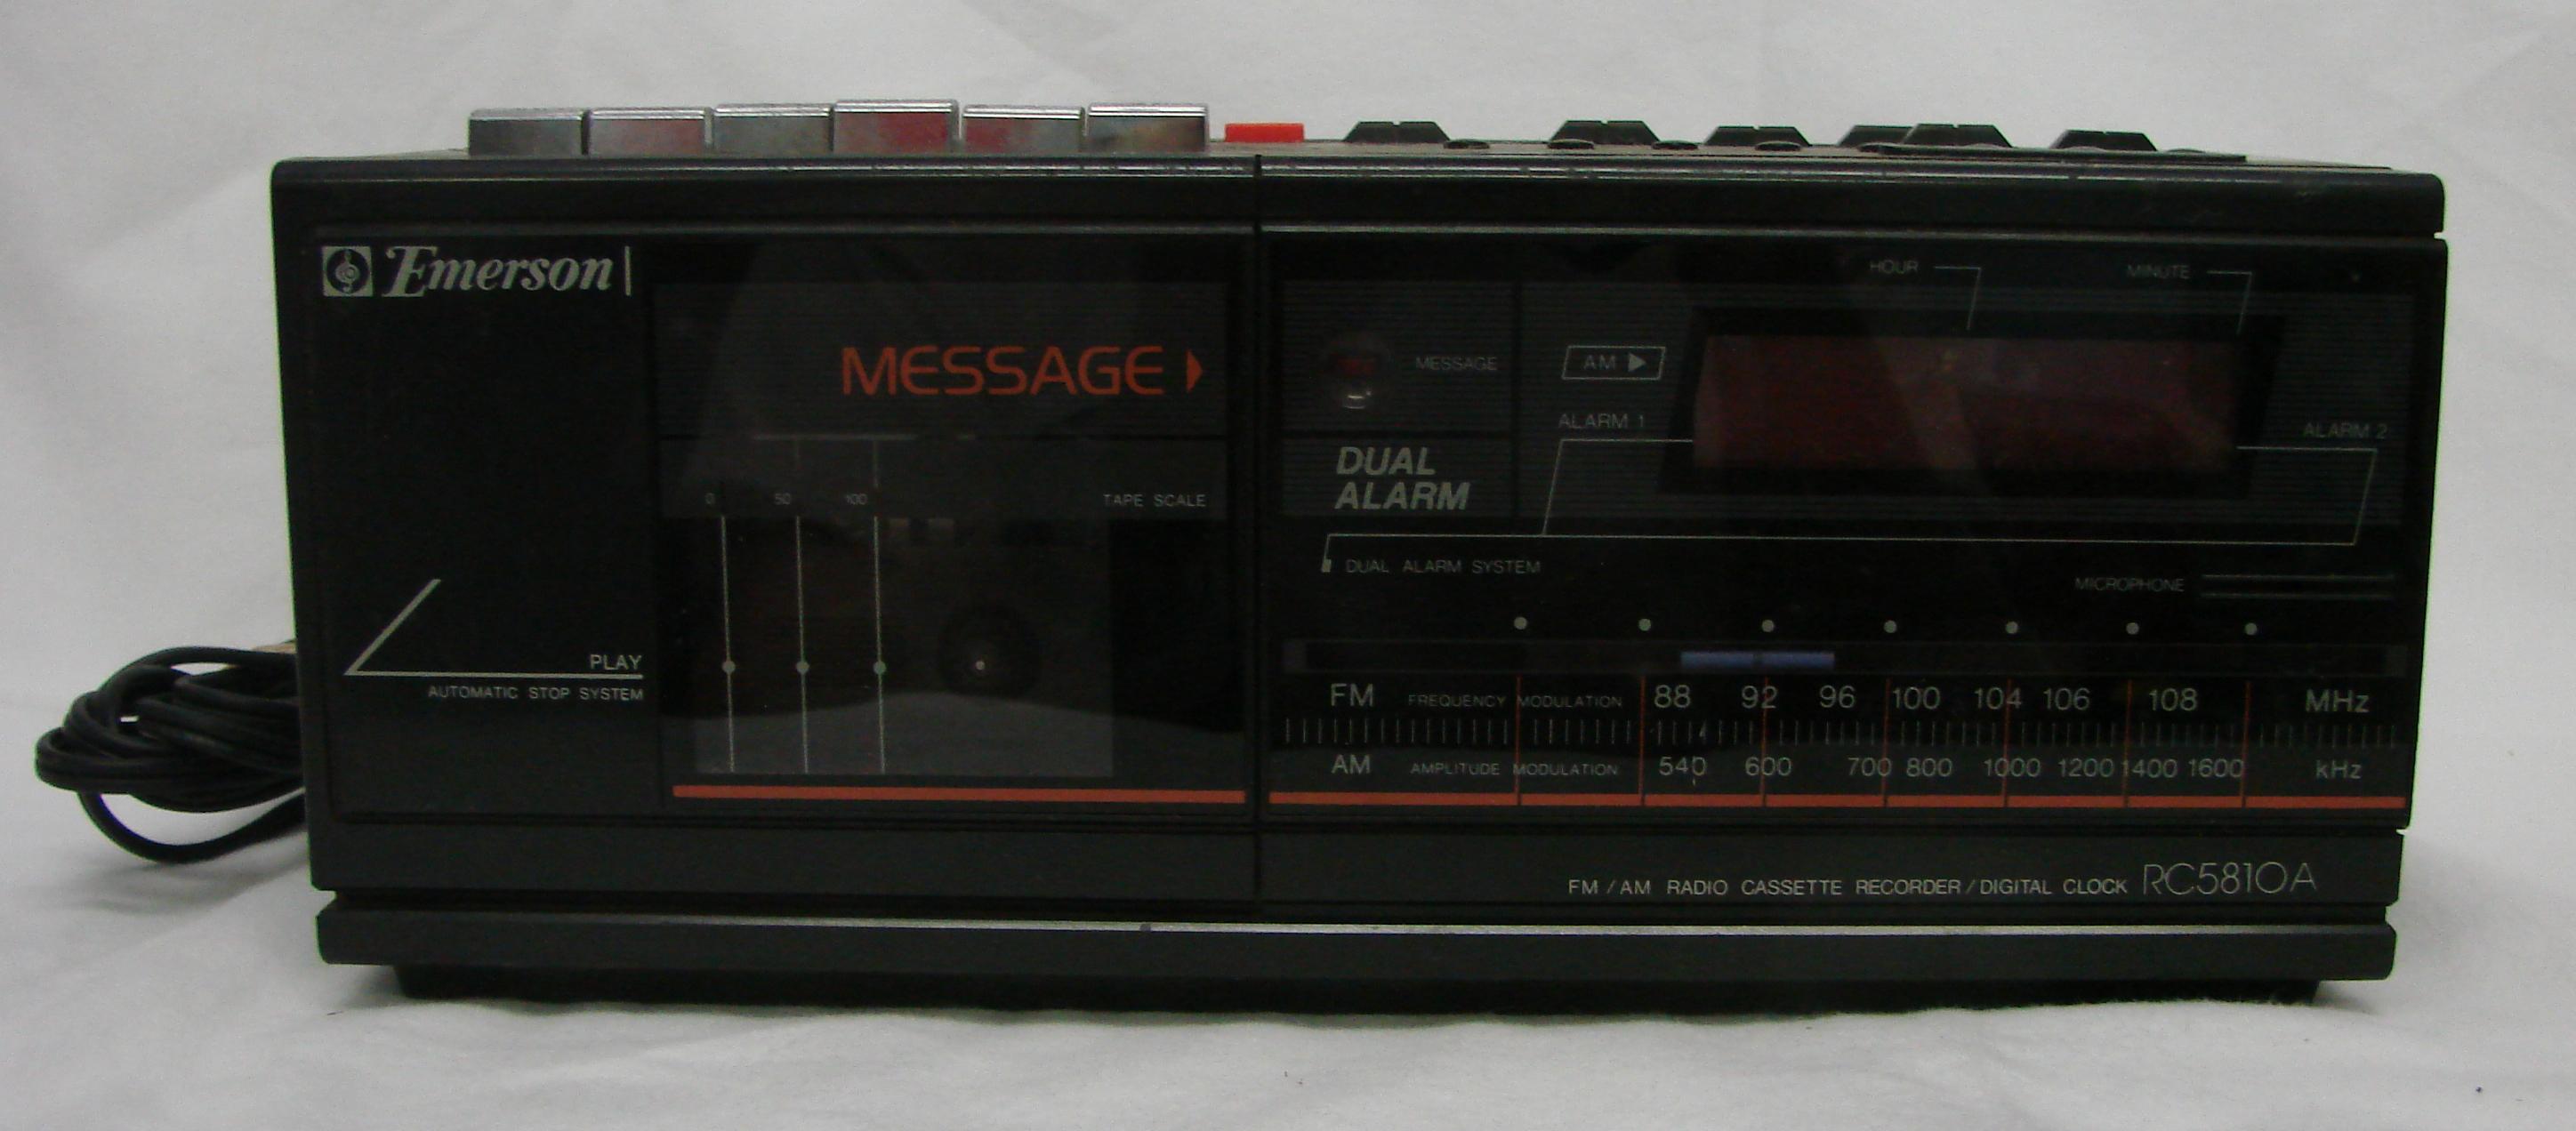 Emerson
MESSAGE
0 50 100 TAPE SCALE
PLAY
AUTOMATIC STOP SYSTEM
HOUR MINUTE
MESSAGE AM
ALARM 1 ALARM 2
DUAL
ALARM
DUAL ALARM SYSTEM
MICROPHONE
FM FREQUENCY MODULATION 88 92 96 100 104 106 108 MHz
AM AMPLITUDE MODULATION 540 600 700 800 1000 1200 1400 1600 kHz
FM/AM RADIO CASSETTE RECORDER/DIGITAL CLOCK RC5810A